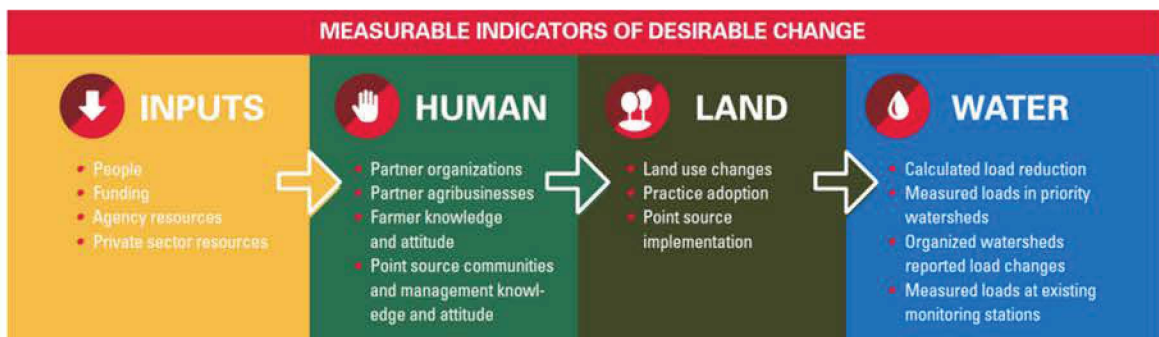 MEASURABLE INDICATORS OF DESIRABLE CHANGE
INPUTS
• People
• Funding
• Agency resources
• Private sector resources
HUMAN
• Partner organizations
• Partner agribusinesses
• Farmer knowledge
and attitude
• Point source communities
and management knowl-
edge and attitude
LAND
• Land use changes
• Practice adoption
• Point source
implementation
WATER
• Calculated load reduction
• Measured loads in priority
watersheds
• Organized watersheds
reported load changes
• Measured loads at existing
monitoring stations